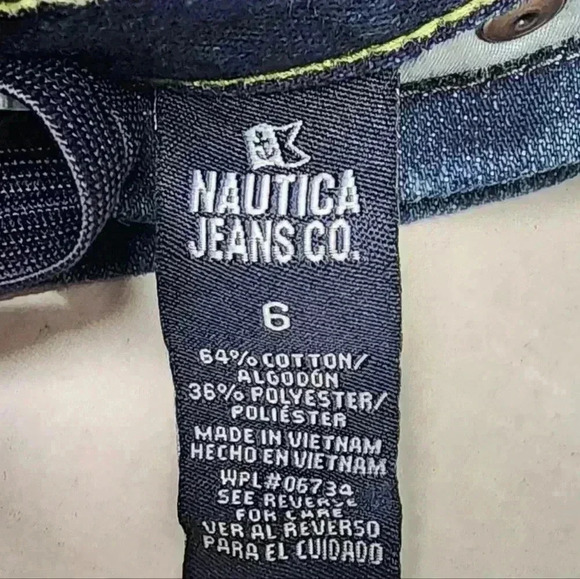 NAUTICA
JEANS CO.
6
64% COTTON/
ALGODÓN
36% POLYESTER/
POLIÉSTER
MADE IN VIETNAM
HECHO EN VIETNAM
WPL#06734
SEE REVERSE
FOR CARE
VER AL REVERSO
PARA EL CUIDADO